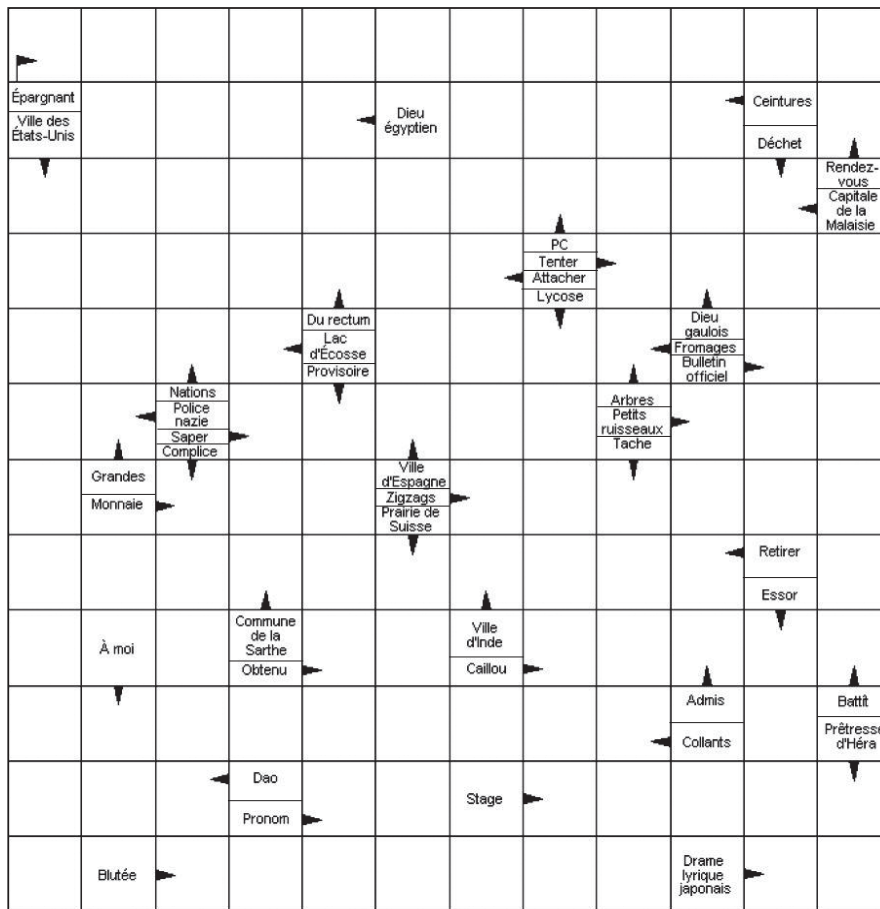 Épargnant
Ville des
États-Unis
Dieu
égyptien
Ceintures
Déchet
Rendez-
vous
Capitale
de la
Malaisie
PC
Tenter
Attacher
Lycose
Du rectum
Lac
d'Écosse
Provisoire
Dieu
gaulois
Fromages
Bulletin
officiel
Nations
Police
nazie
Saper
Complice
Arbres
Petits
ruisseaux
Tache
Grandes
Monnaie
Ville
d'Espagne
Zigzags
Prairie de
Suisse
Retirer
Essor
À moi
Commune
de la
Sarthe
Obtenu
Ville
d'Inde
Caillou
Admis
Collants
Battît
Prêtresse
d'Héra
Dao
Pronom
Stage
Blutée
Drame
lyrique
japonais